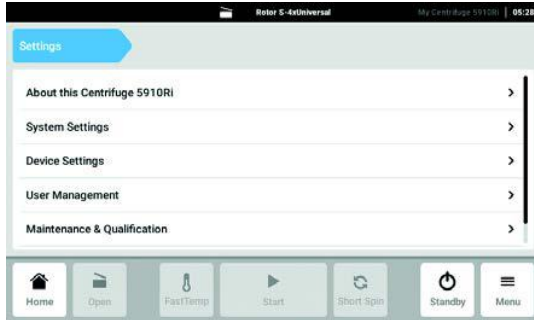 Rotor S-4xUniversal
My Centrifuge 5910Ri | 05:28
Settings
About this Centrifuge 5910Ri
System Settings
Device Settings
User Management
Maintenance & Qualification
Home
Open
FastTemp
Start
Short Spin
Standby
Menu